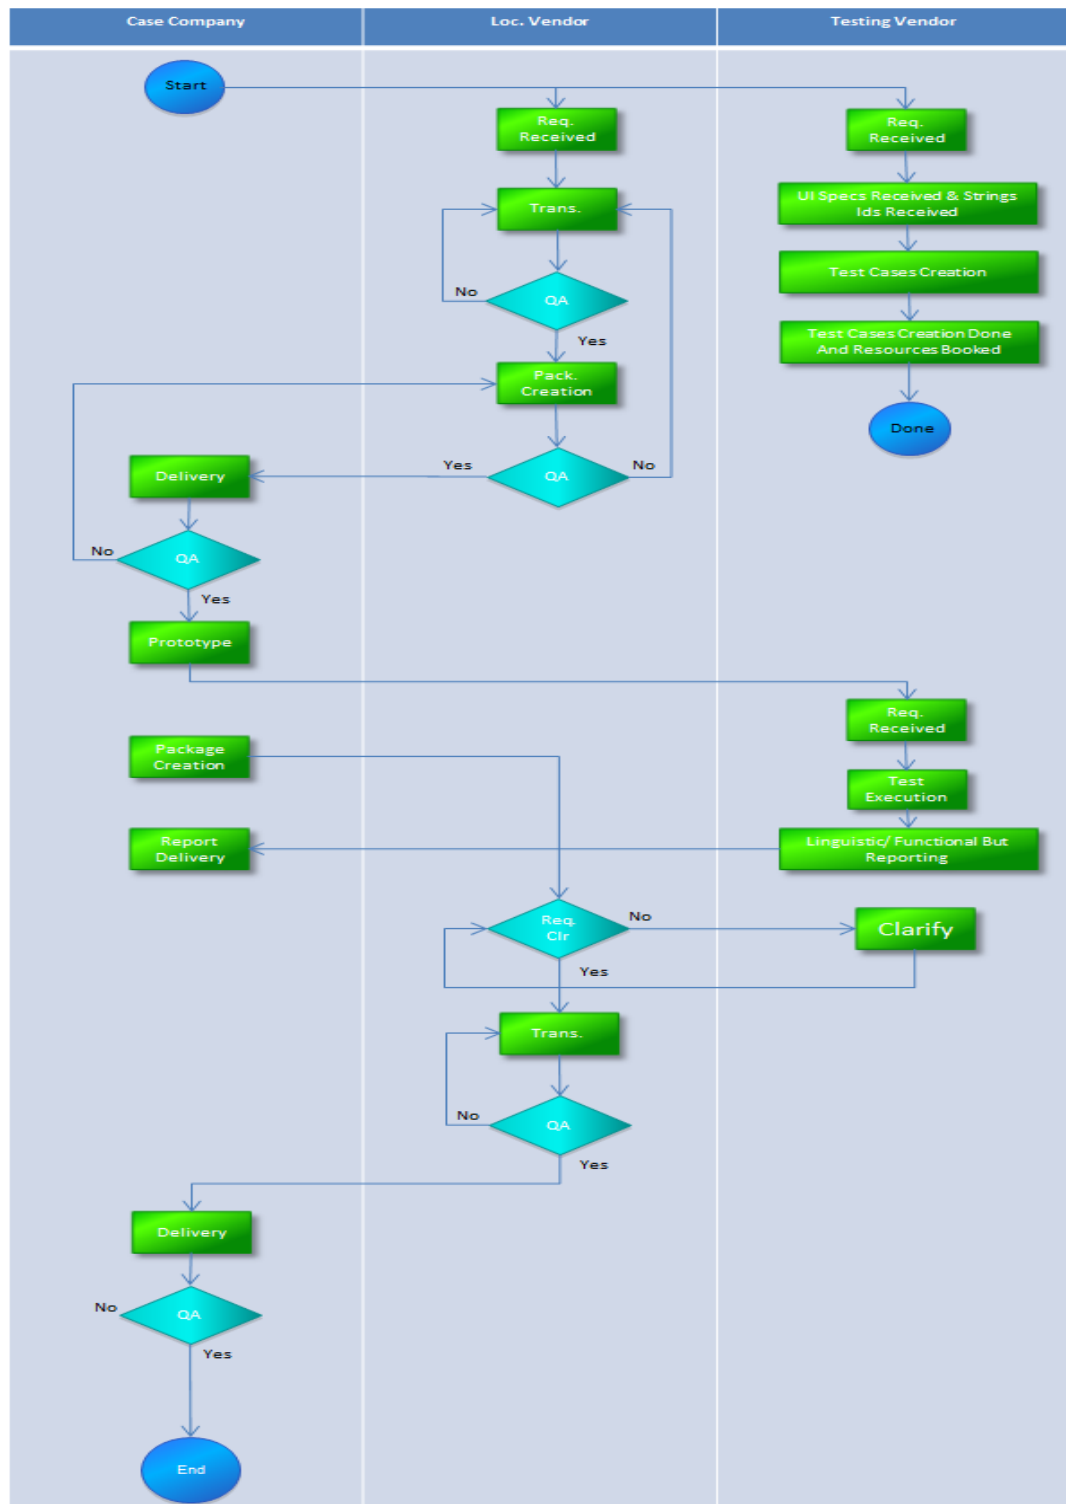 Case Company
Loc. Vendor
Testing Vendor
Start
Req.
Received
Req.
Received
Trans.
UI Specs Received & Strings
Ids Received
Test Cases Creation
No
QA
Yes
Test Cases Creation Done
And Resources Booked
Pack.
Creation
Done
Delivery
Yes
QA
No
No
QA
Yes
Prototype
Req.
Received
Package
Creation
Test
Execution
Report
Delivery
Linguistic/ Functional But
Reporting
Req.
Clr
No
Clarify
Yes
Trans.
No
QA
Yes
Delivery
No
QA
Yes
End